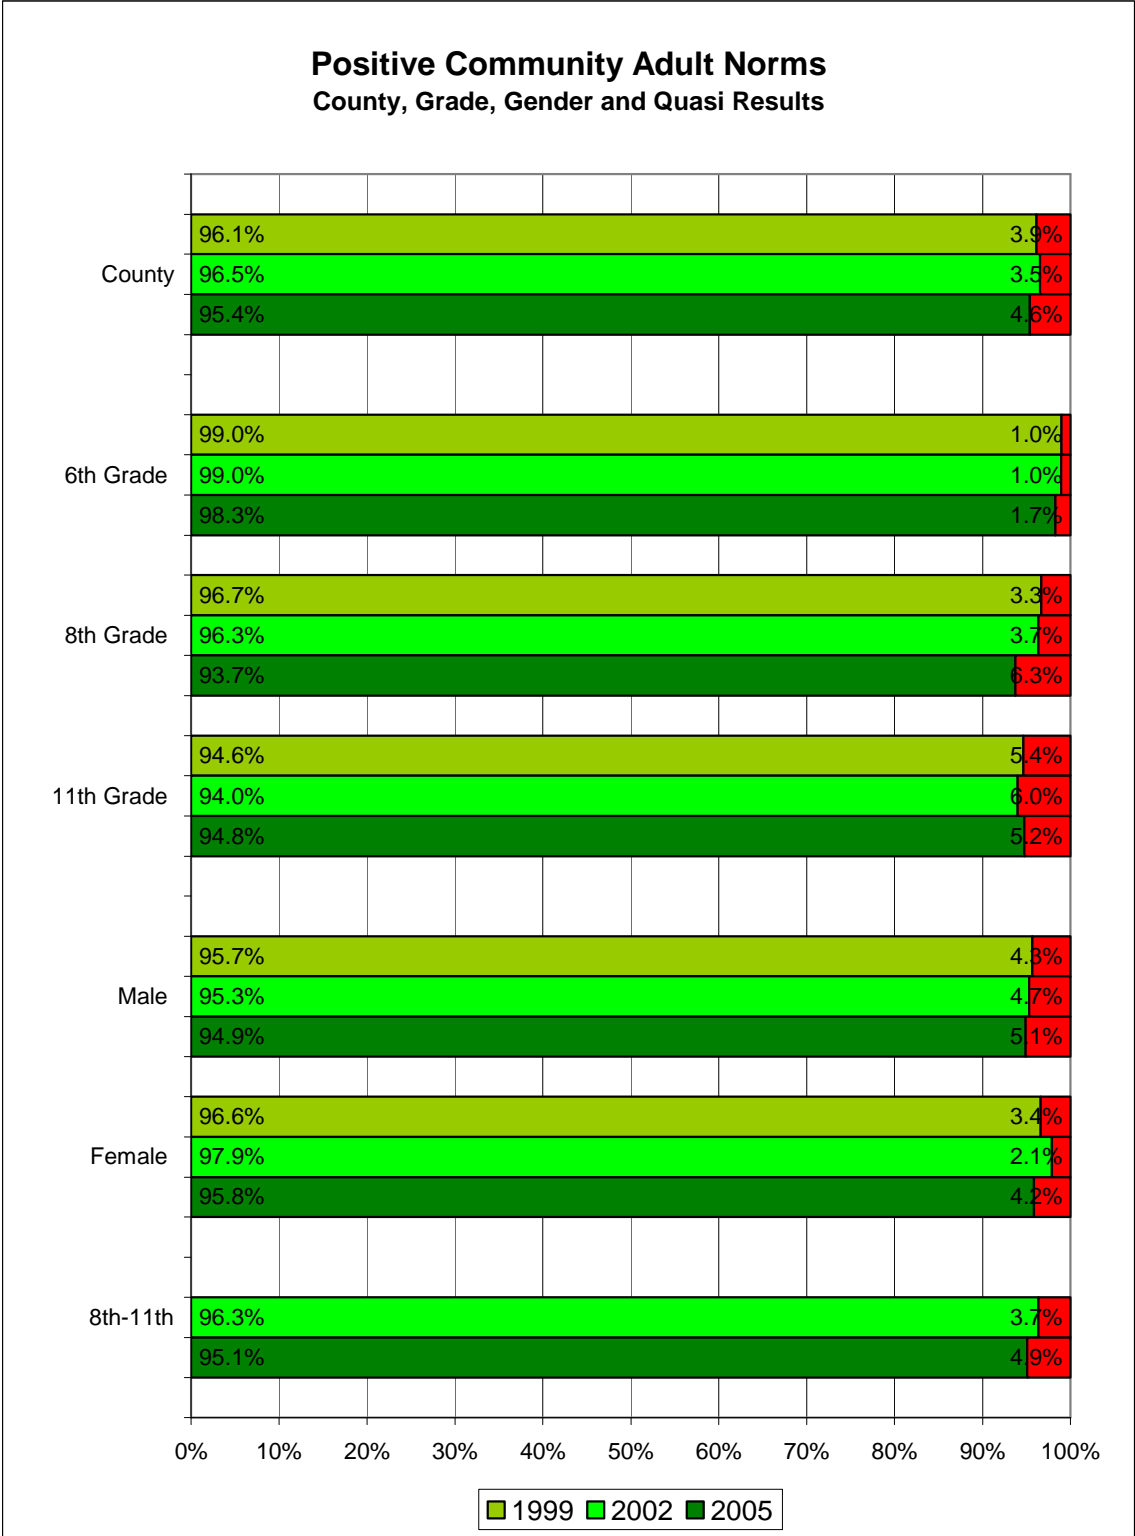 Positive Community Adult Norms
County, Grade, Gender and Quasi Results
96.1% 3.9%
County 96.5% 3.5%
95.4% 4.6%
99.0% 1.0%
6th Grade 99.0% 1.0%
98.3% 1.7%
96.7% 3.3%
8th Grade 96.3% 3.7%
93.7% 6.3%
94.6% 5.4%
11th Grade 94.0% 6.0%
94.8% 5.2%
95.7% 4.3%
Male 95.3% 4.7%
94.9% 5.1%
96.6% 3.4%
Female 97.9% 2.1%
95.8% 4.2%
8th-11th 96.3% 3.7%
95.1% 4.9%
0% 10% 20% 30% 40% 50% 60% 70% 80% 90% 100%
1999 2002 2005